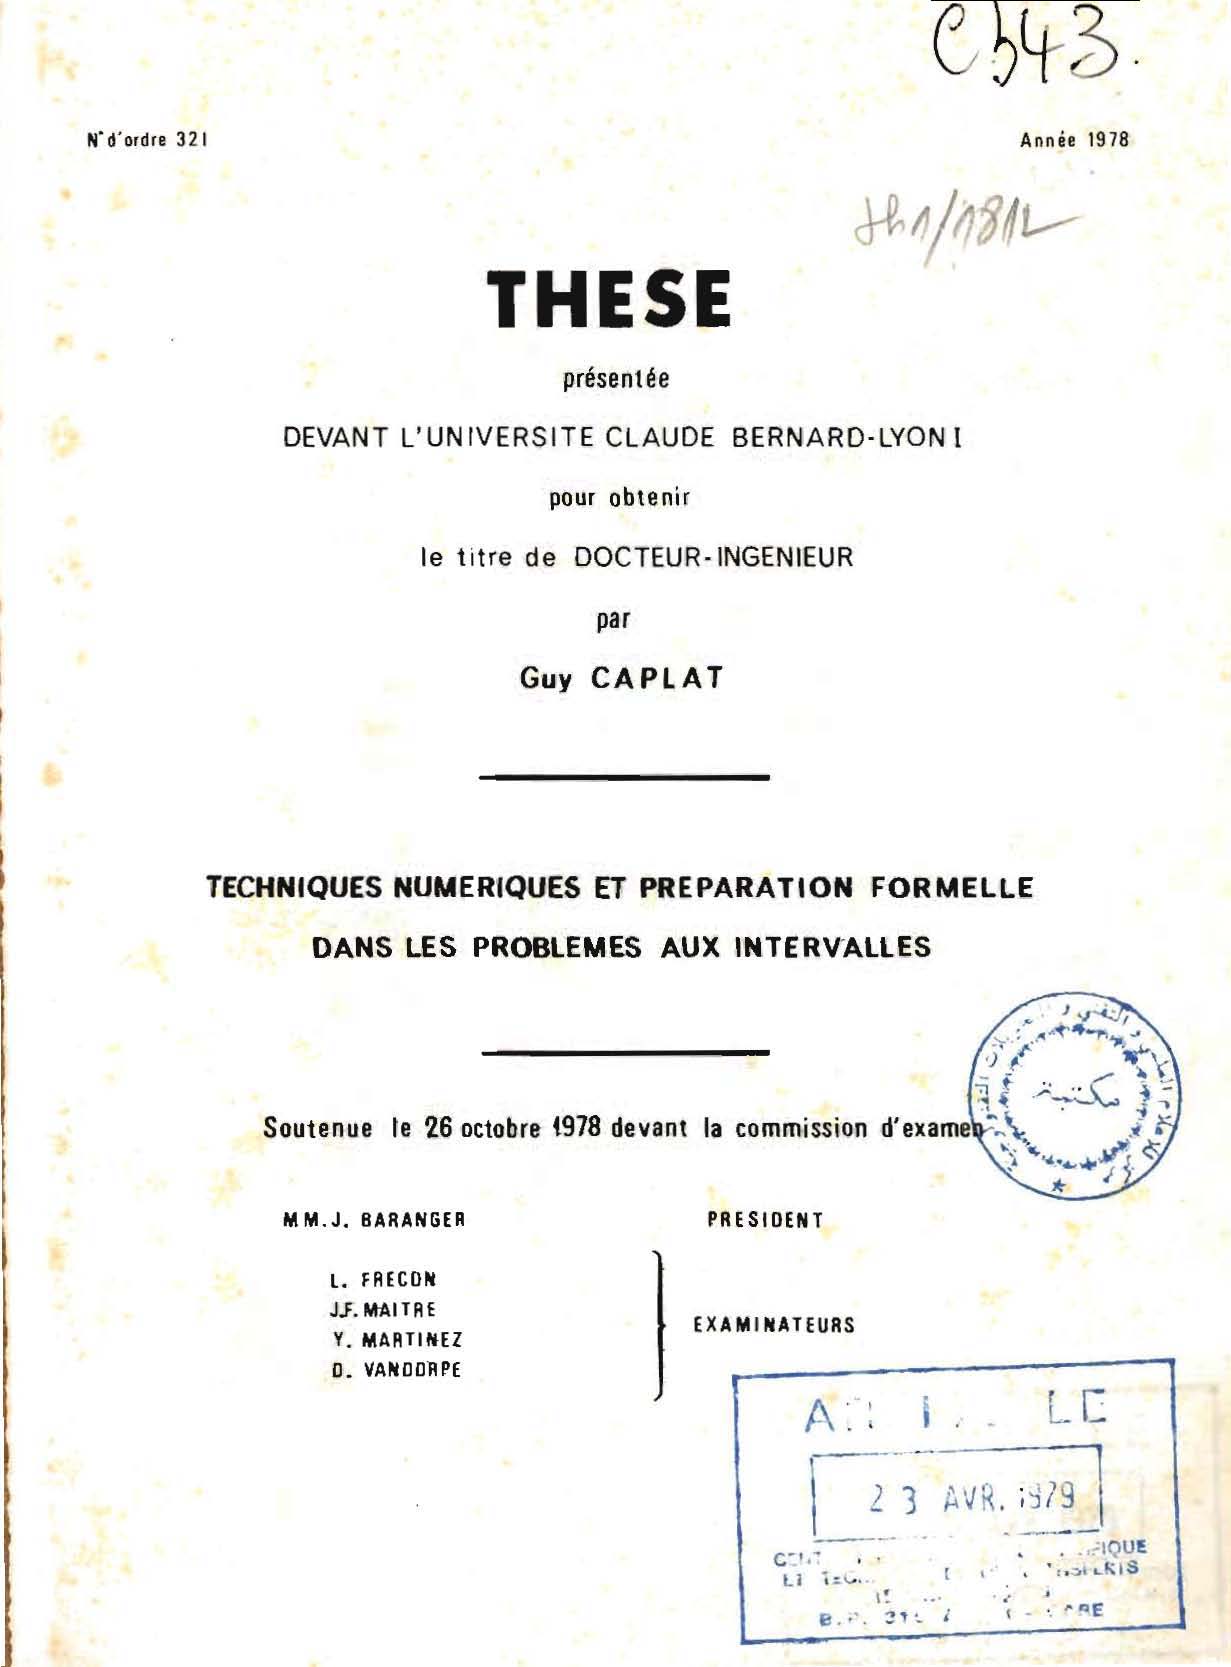 C543.
N° d'ordre 321
Année 1978
THESE
présentée
DEVANT L'UNIVERSITE CLAUDE BERNARD-LYON I
pour obtenir
le titre de DOCTEUR-INGENIEUR
par
Guy CAPLAT
TECHNIQUES NUMERIQUES ET PREPARATION FORMELLE
DANS LES PROBLEMES AUX INTERVALLES
Soutenue le 26 octobre 1978 devant la commission d'examen
مكتبة
MM. J. BARANGER
PRESIDENT
L. FRECON
J.F. MAITRE
Y. MARTINEZ
D. VANDORPE
EXAMINATEURS
23 AVR. 1979